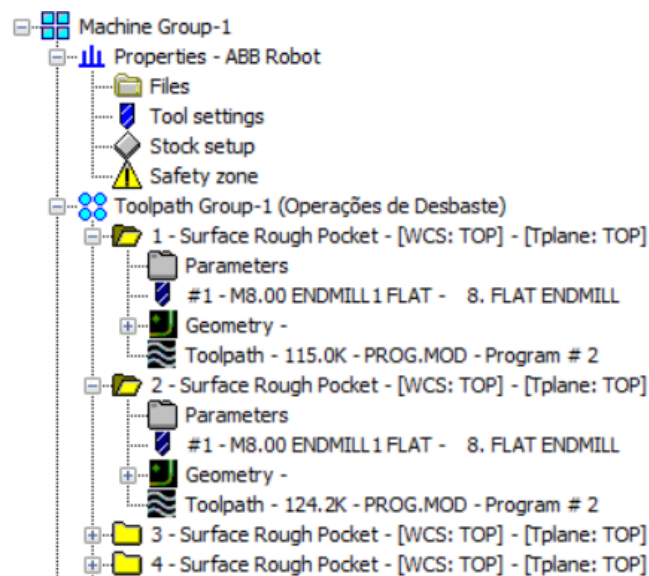 Machine Group-1
Properties - ABB Robot
Files
Tool settings
Stock setup
Safety zone
Toolpath Group-1 (Operações de Desbaste)
1 - Surface Rough Pocket - [WCS: TOP] - [Tplane: TOP]
Parameters
#1 - M8.00 ENDMILL1 FLAT - 8. FLAT ENDMILL
Geometry -
Toolpath - 115.0K - PROG.MOD - Program # 2
2 - Surface Rough Pocket - [WCS: TOP] - [Tplane: TOP]
Parameters
#1 - M8.00 ENDMILL1 FLAT - 8. FLAT ENDMILL
Geometry -
Toolpath - 124.2K - PROG.MOD - Program # 2
3 - Surface Rough Pocket - [WCS: TOP] - [Tplane: TOP]
4 - Surface Rough Pocket - [WCS: TOP] - [Tplane: TOP]